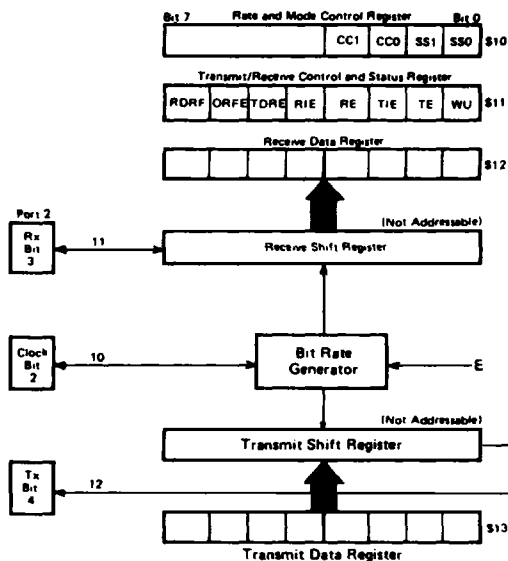 Bit 7 Rate and Mode Control Register Bit 0
CC1 CC0 SS1 SS0 $10
Transmit/Receive Control and Status Register
RDRF ORFE TDRE RIE RE TIE TE WU $11
Receive Data Register
$12
Port 2
(Not Addressable)
Rx
Bit
3
11
Receive Shift Register
Clock
Bit
2
10
Bit Rate
Generator
E
(Not Addressable)
Transmit Shift Register
Tx
Bit
4
12
$13
Transmit Data Register